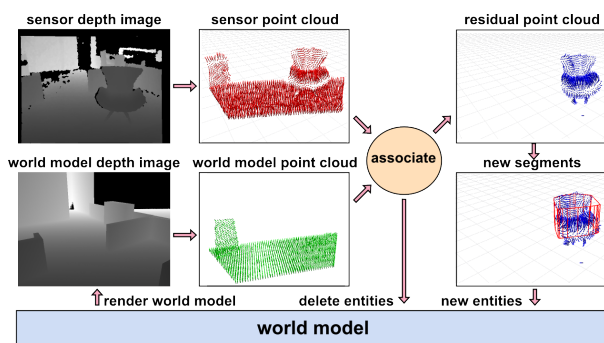 sensor depth image
sensor point cloud
residual point cloud
associate
world model depth image
world model point cloud
new segments
render world model
delete entities
new entities
world model